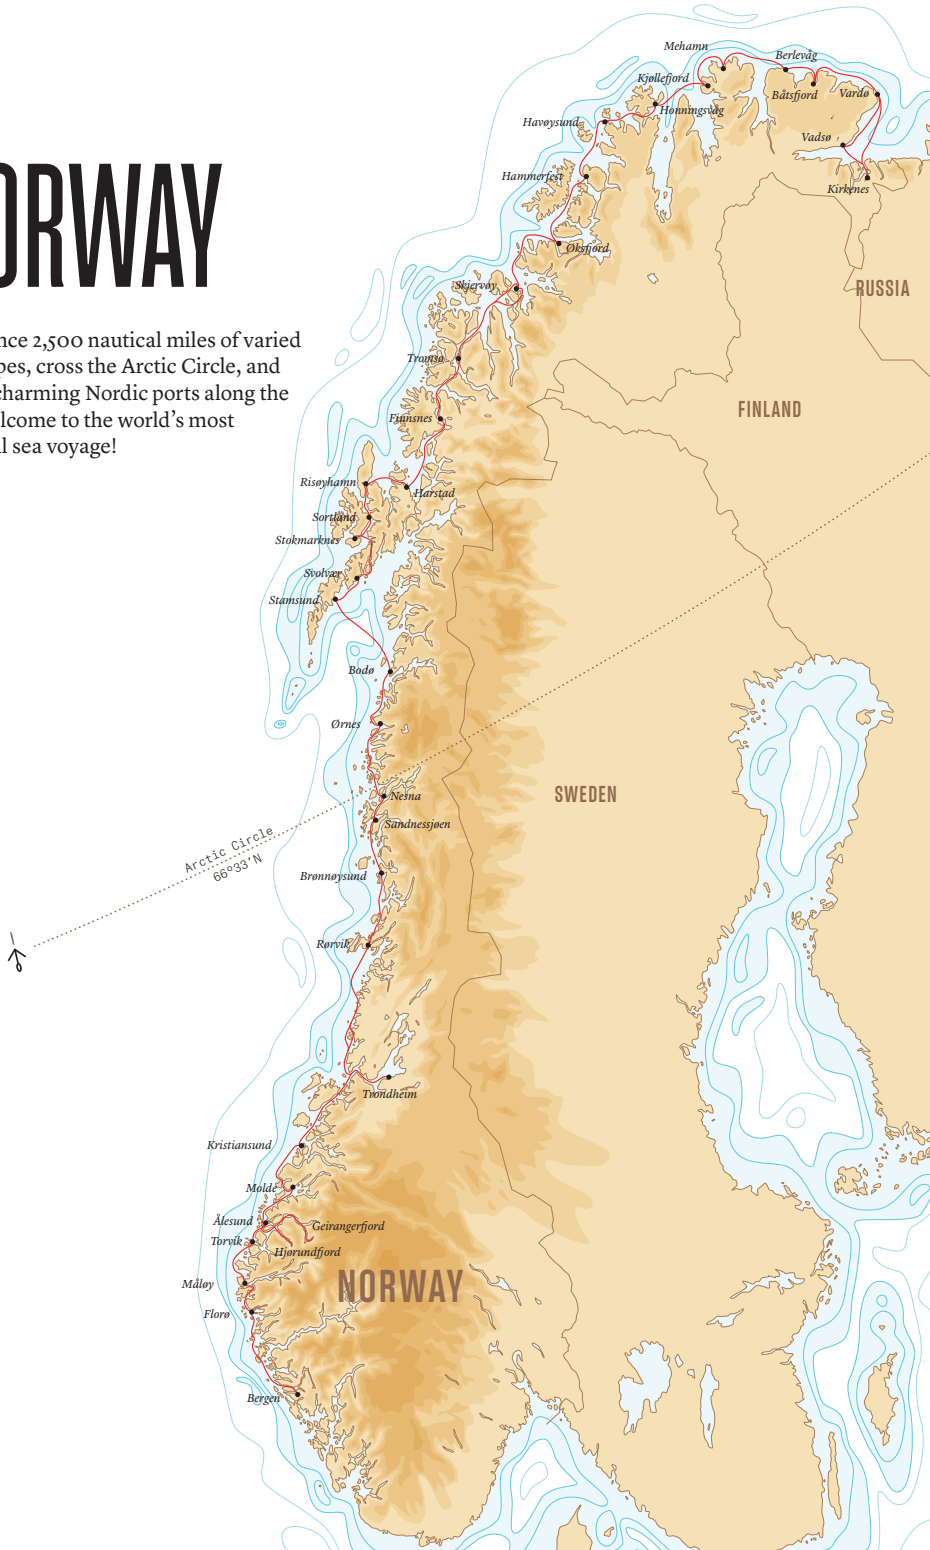 ORWAY
nce 2,500 nautical miles of varied
pes, cross the Arctic Circle, and
charming Nordic ports along the
lcome to the world's most
l sea voyage!
Mehamn
Berlevåg
Kjøllefjord
Båtsfjord
Vardø
Honningsvåg
Havøysund
Vadsø
Hammerfest
Kirkenes
Øksfjord
Skjervøy
RUSSIA
Tromsø
FINLAND
Finnsnes
Risøyhamn
Harstad
Sortland
Stokmarknes
Svolvær
Stamsund
Bodø
Ørnes
Nesna
SWEDEN
Sandnessjøen
Arctic Circle
66°33'N
Brønnøysund
Rørvik
Trondheim
Kristiansund
Molde
Ålesund
Geirangerfjord
Torvik
Hjørundfjord
Måløy
NORWAY
Florø
Bergen